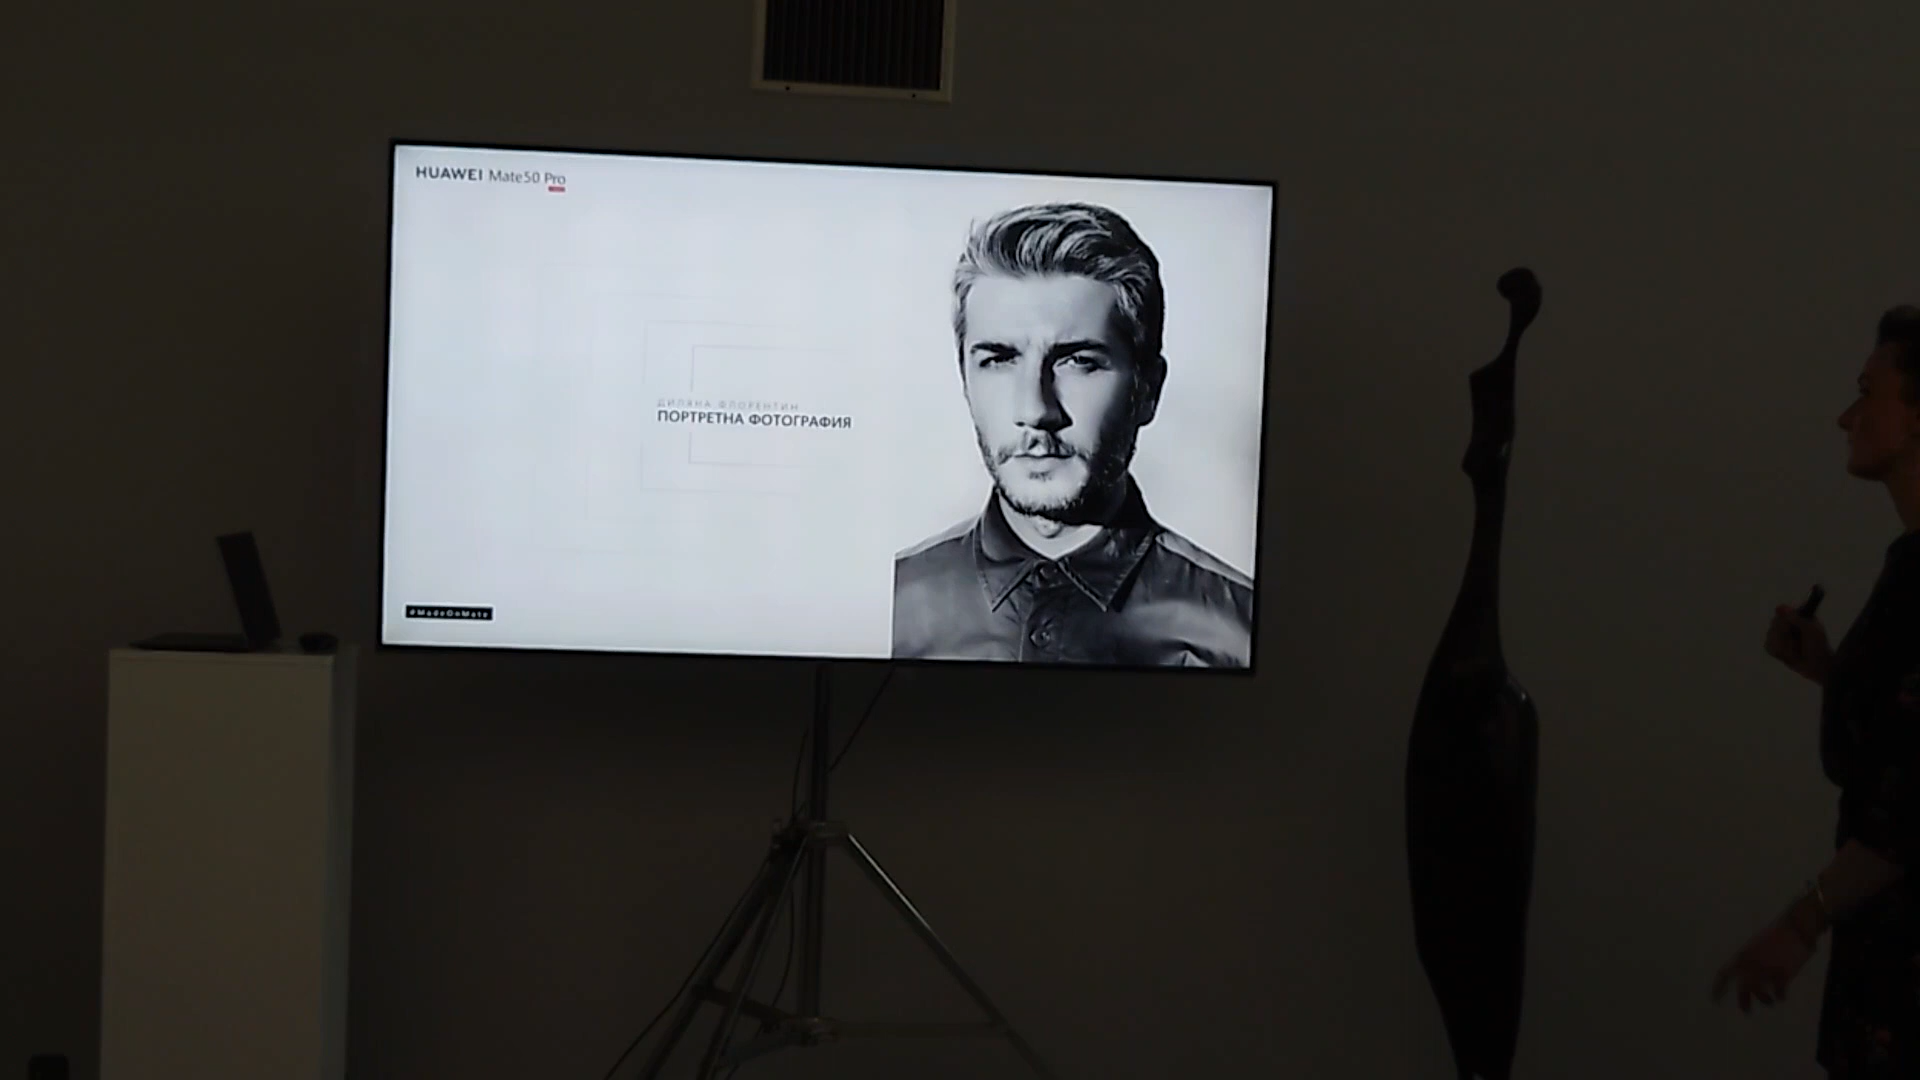 HUAWEI Mate50 Pro
ДИЛЯНА ФЛОРЕНТИН
ПОРТРЕТНА ФОТОГРАФИЯ
#MadeOnMate